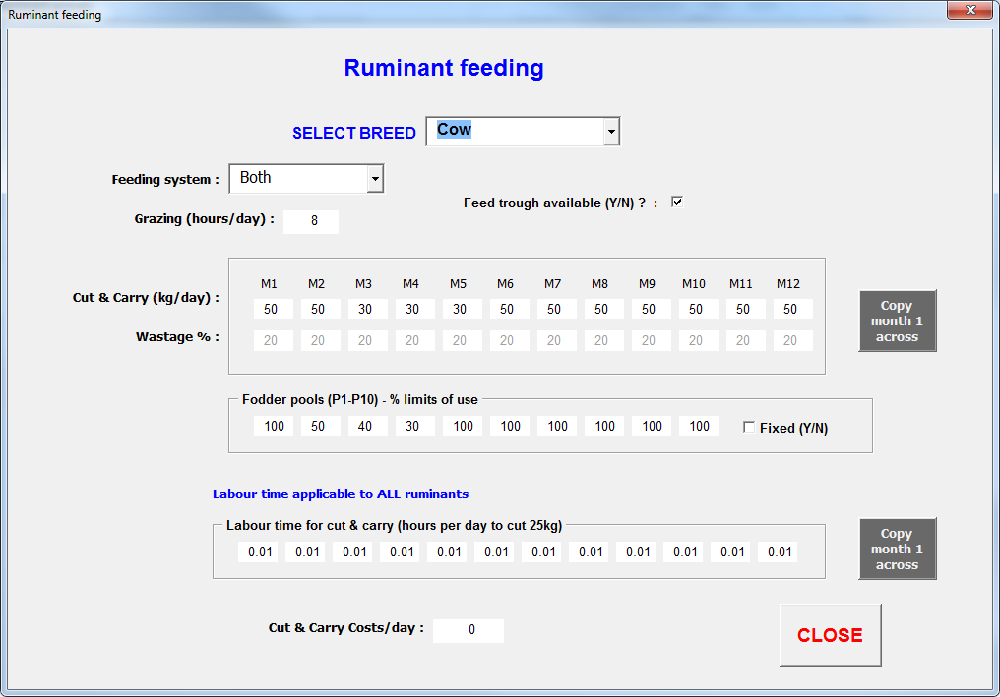 Ruminant feeding
Ruminant feeding
SELECT BREED Cow
Feeding system : Both
Feed trough available (Y/N) ? :
Grazing (hours/day) : 8
M1 M2 M3 M4 M5 M6 M7 M8 M9 M10 M11 M12
Cut & Carry (kg/day) : 50 50 30 30 30 50 50 50 50 50 50 50
Wastage % : 20 20 20 20 20 20 20 20 20 20 20 20
Copy
month 1
across
Fodder pools (P1-P10) - % limits of use
100 50 40 30 100 100 100 100 100 100 Fixed (Y/N)
Labour time applicable to ALL ruminants
Labour time for cut & carry (hours per day to cut 25kg)
0.01 0.01 0.01 0.01 0.01 0.01 0.01 0.01 0.01 0.01 0.01 0.01
Copy
month 1
across
Cut & Carry Costs/day : 0
CLOSE